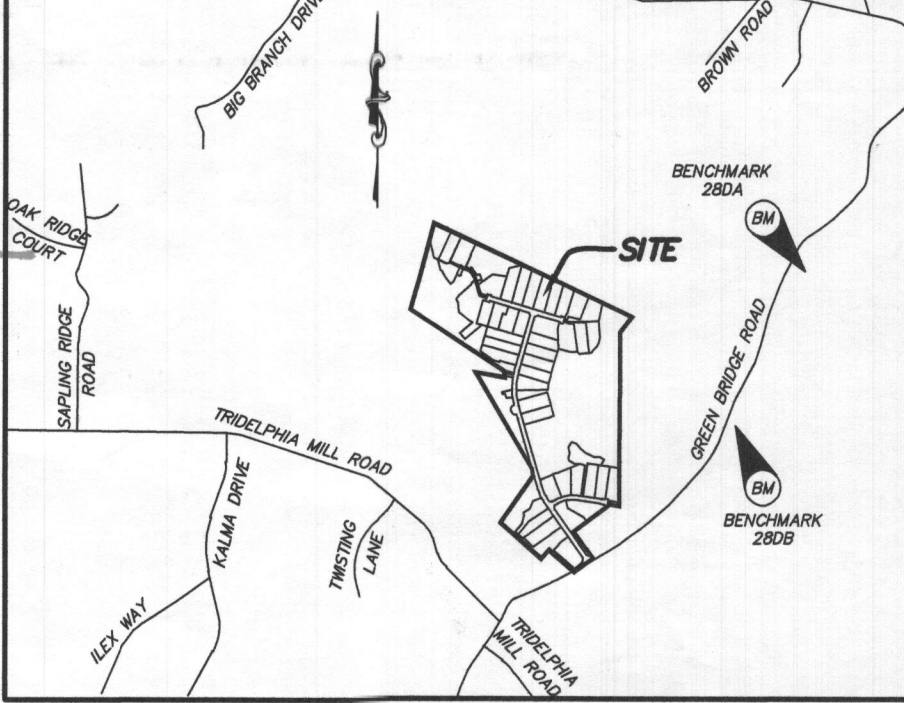 BIG BRANCH DRIVE
BROWN ROAD
BENCHMARK
28DA
BM
OAK RIDGE
COURT
SITE
SAPLING RIDGE
ROAD
GREEN BRIDGE ROAD
TRIDELPHIA MILL ROAD
KALMA DRIVE
TWISTING
LANE
BM
BENCHMARK
28DB
ILEX WAY
TRIDELPHIA
MILL ROAD